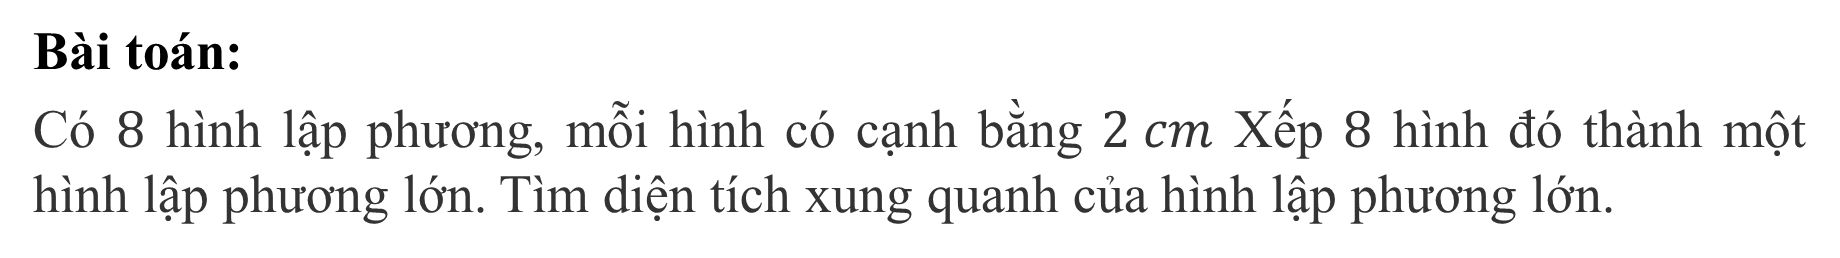 Bài toán:
Có 8 hình lập phương, mỗi hình có cạnh bằng 2 cm Xếp 8 hình đó thành một
hình lập phương lớn. Tìm diện tích xung quanh của hình lập phương lớn.